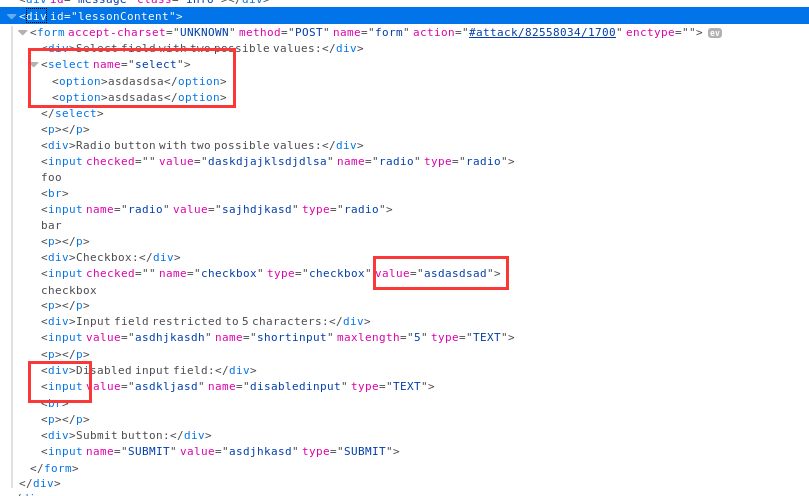 <div id="message" class="info"></div>
<div id="lessonContent">
<form accept-charset="UNKNOWN" method="POST" name="form" action="#attack/82558034/1700" enctype=""> ev
<div>Select field with two possible values:</div>
<select name="select">
<option>asdasdsa</option>
<option>asdsadas</option>
</select>
<p></p>
<div>Radio button with two possible values:</div>
<input checked="" value="daskdjajklsdjdlsa" name="radio" type="radio">
foo
<br>
<input name="radio" value="sajhdjkasd" type="radio">
bar
<p></p>
<div>Checkbox:</div>
<input checked="" name="checkbox" type="checkbox" value="asdasdsad">
checkbox
<p></p>
<div>Input field restricted to 5 characters:</div>
<input value="asdhjkasdh" name="shortinput" maxlength="5" type="TEXT">
<p></p>
<div>Disabled input field:</div>
<input value="asdkljasd" name="disabledinput" type="TEXT">
<br>
<p></p>
<div>Submit button:</div>
<input name="SUBMIT" value="asdjhkasd" type="SUBMIT">
</form>
</div>